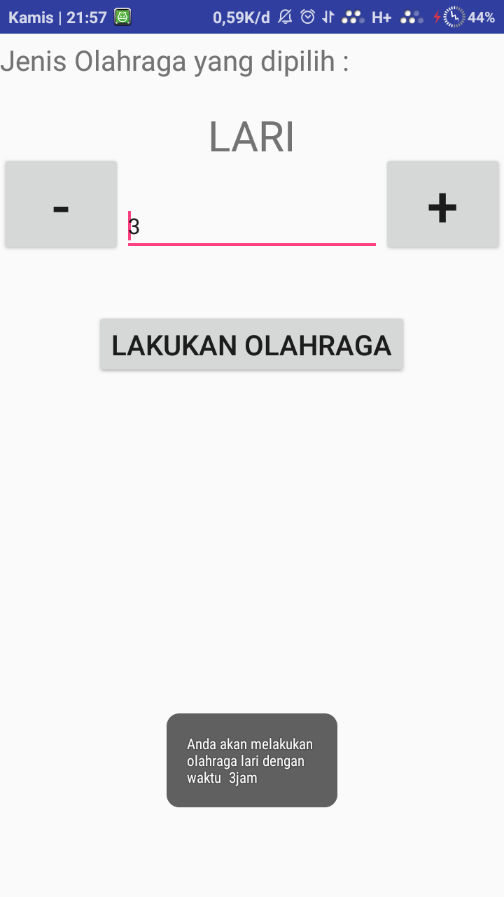 Kamis | 21:57 0,59K/d H+ 44%
Jenis Olahraga yang dipilih :
LARI
- 3 +
LAKUKAN OLAHRAGA
Anda akan melakukan
olahraga lari dengan
waktu  3jam